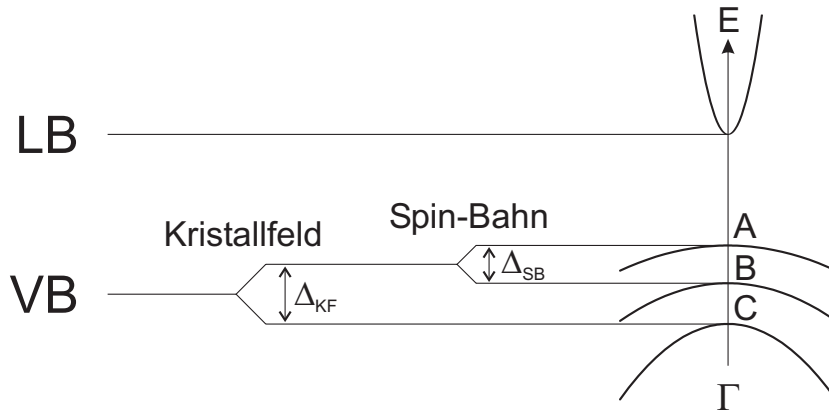 E
LB
Kristallfeld
Spin-Bahn
A
Δ_SB
B
VB
Δ_KF
C
Γ